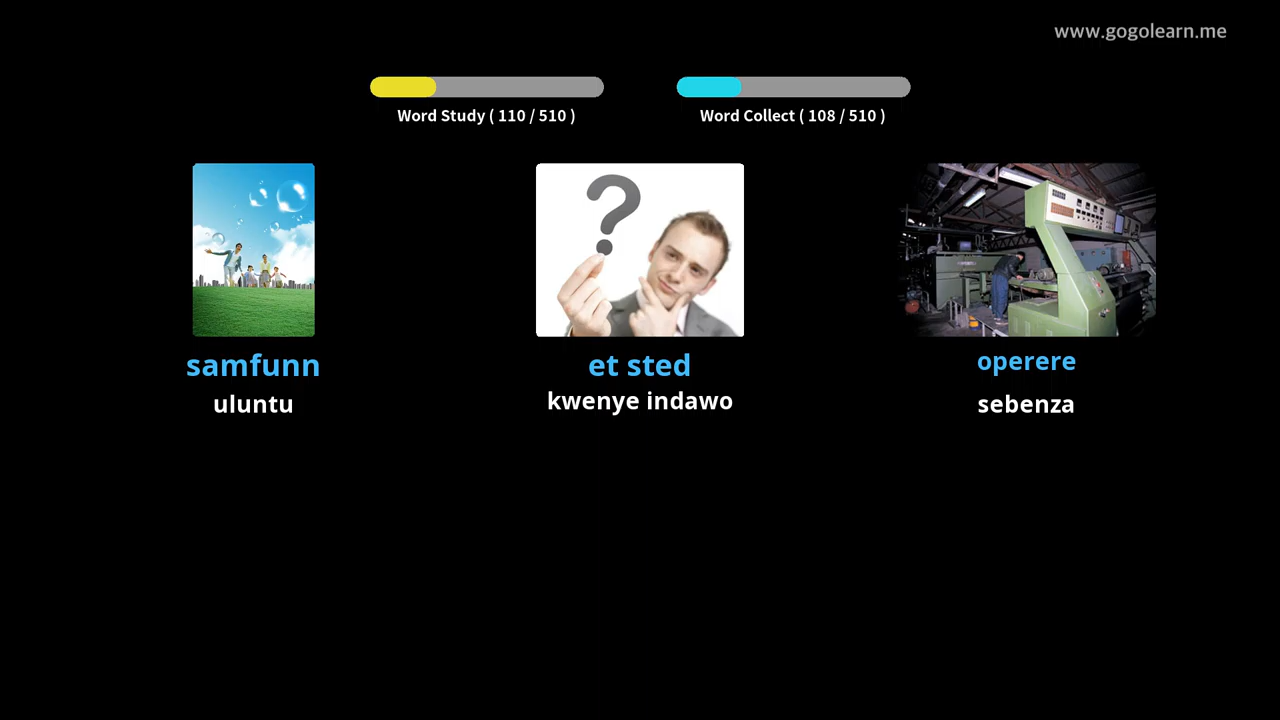 www.gogolearn.me
Word Study ( 110 / 510 )
Word Collect ( 108 / 510 )
samfunn
uluntu
et sted
kwenye indawo
operere
sebenza